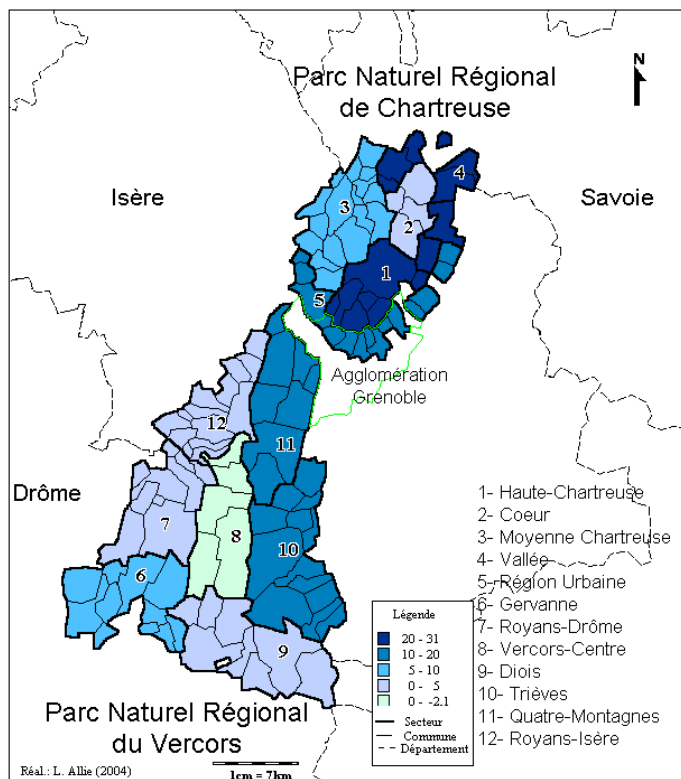 Parc Naturel Régional
de Chartreuse
N
Isère
Savoie
4
3
2
1
5
Agglomération
Grenoble
12
11
Drôme
7
8
10
6
9
1- Haute-Chartreuse
2- Coeur
3- Moyenne Chartreuse
4- Vallée
5- Région Urbaine
6- Gervanne
7- Royans-Drôme
8- Vercors-Centre
9- Diois
10- Trièves
11- Quatre-Montagnes
12- Royans-Isère
Légende
20 - 31
10 - 20
5 - 10
0 - 5
0 - -2.1
Secteur
Commune
Département
Parc Naturel Régional
du Vercors
Réal.: L. Allie (2004)
1cm = 7km